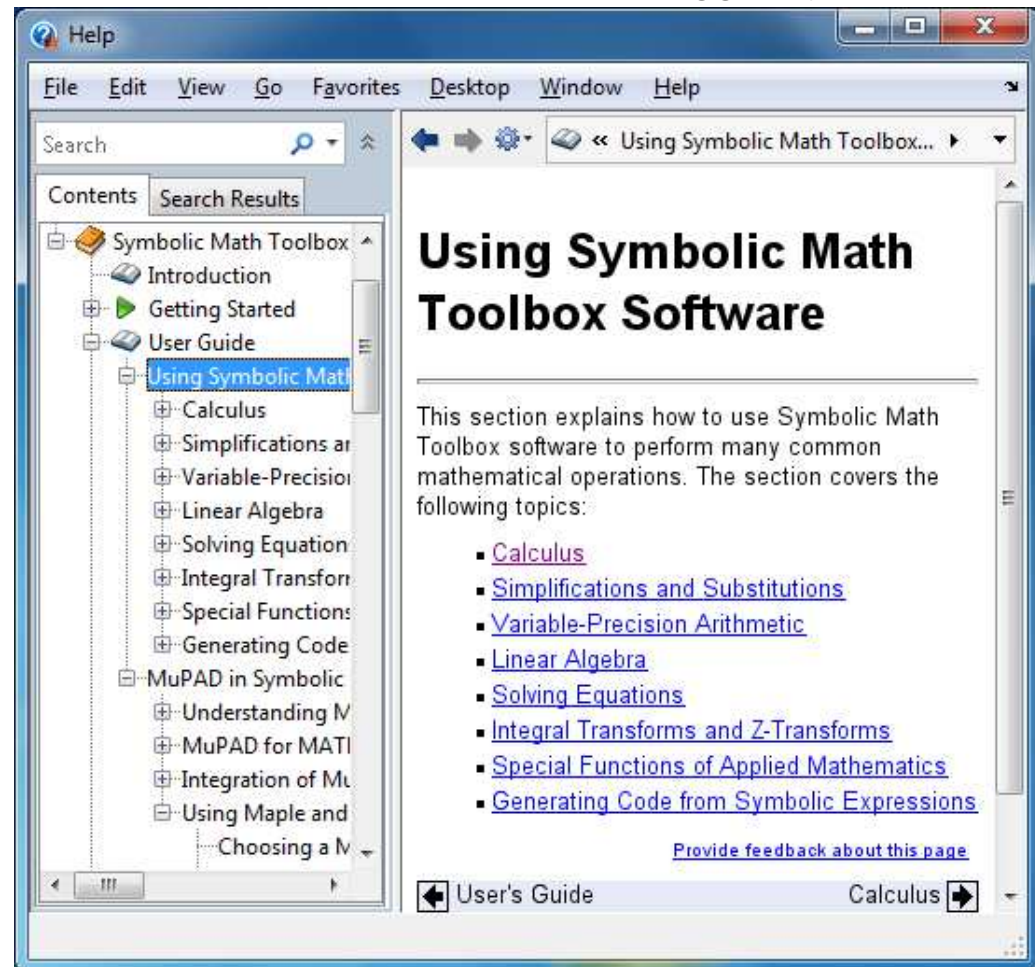 Help
File Edit View Go Favorites Desktop Window Help
Search
« Using Symbolic Math Toolbox...
Contents Search Results
Symbolic Math Toolbox
Introduction
Getting Started
User Guide
Using Symbolic Mat
Calculus
Simplifications ar
Variable-Precisio
Linear Algebra
Solving Equation
Integral Transfor
Special Functions
Generating Code
MuPAD in Symbolic
Understanding M
MuPAD for MATI
Integration of Mu
Using Maple and
Choosing a M
Using Symbolic Math
Toolbox Software
This section explains how to use Symbolic Math
Toolbox software to perform many common
mathematical operations. The section covers the
following topics:
Calculus
Simplifications and Substitutions
Variable-Precision Arithmetic
Linear Algebra
Solving Equations
Integral Transforms and Z-Transforms
Special Functions of Applied Mathematics
Generating Code from Symbolic Expressions
Provide feedback about this page
User's Guide Calculus